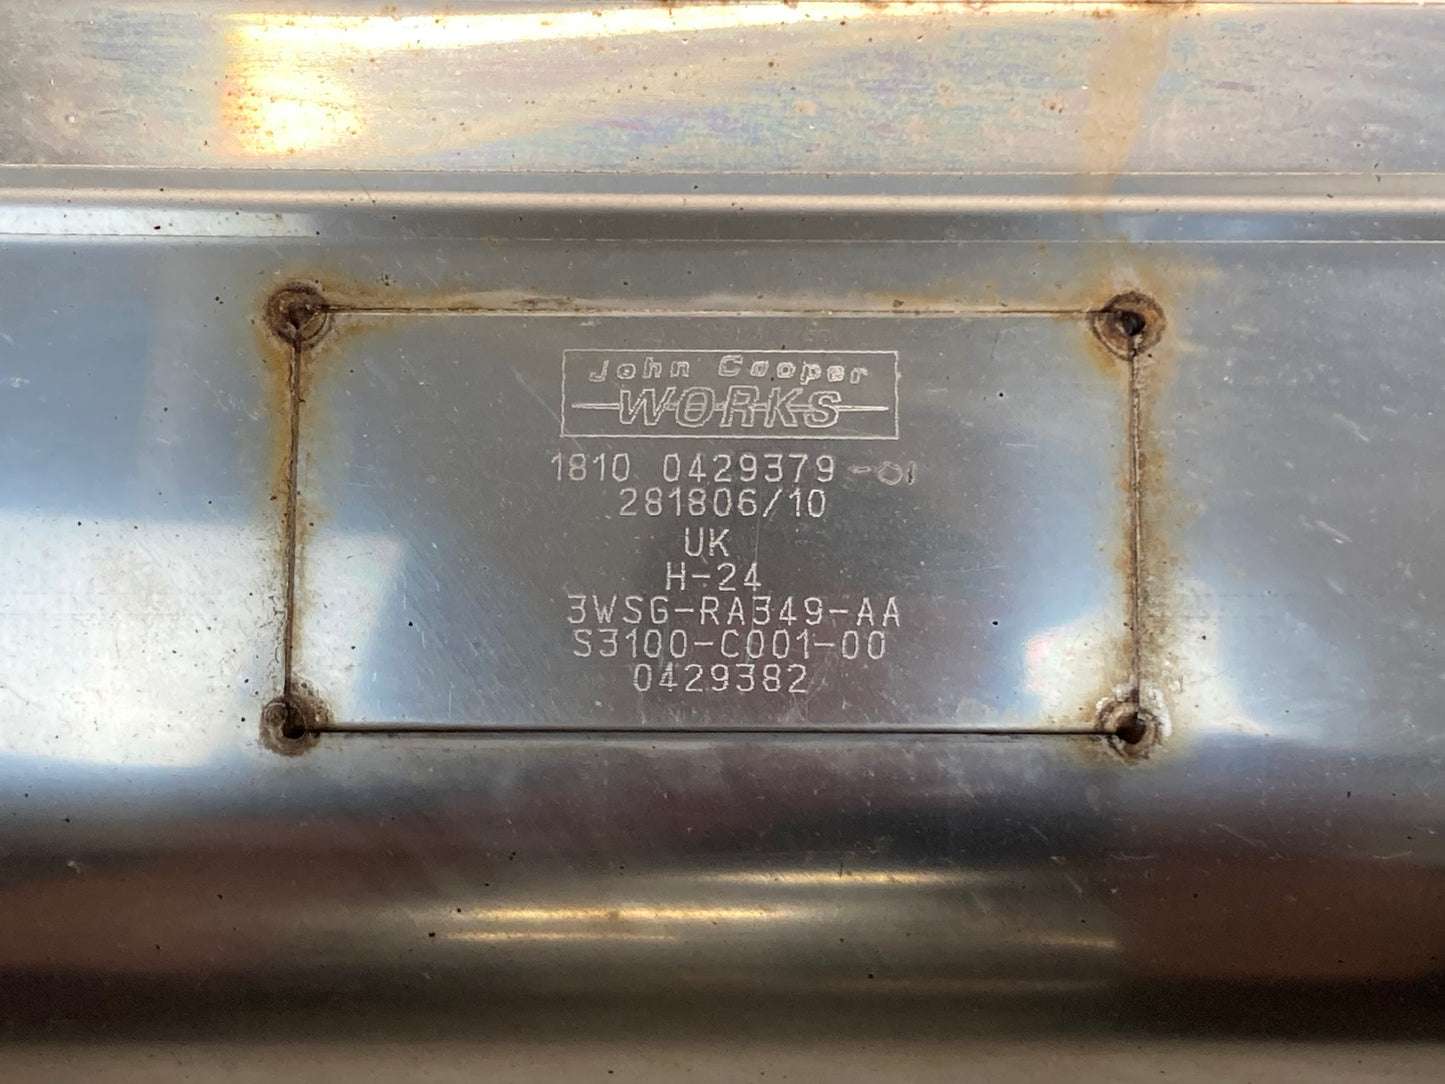 John Cooper
WORKS
1810 0429379-01
281806/10
UK
H-24
3WSG-RA349-AA
S3100-C001-00
0429382